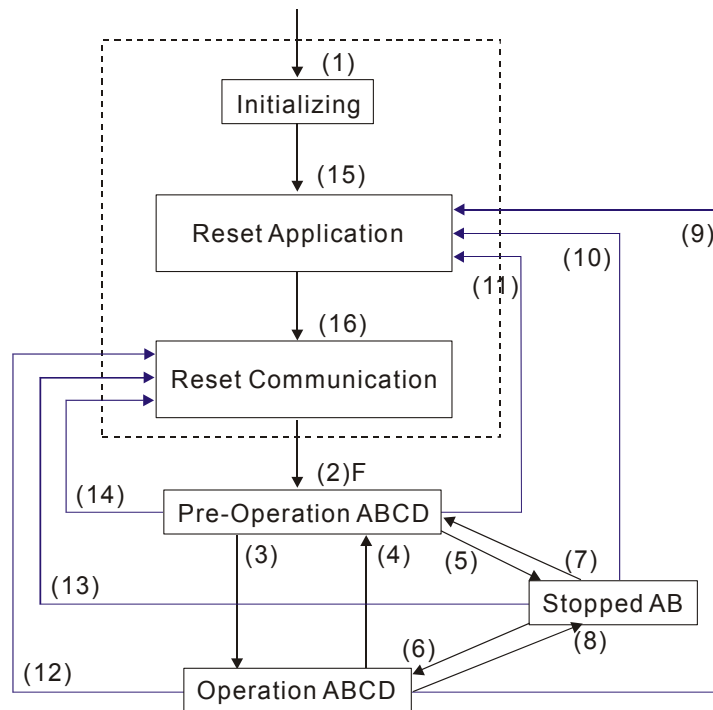 (1)
Initializing
(15)
Reset Application
(9)
(10)
(11)
(16)
Reset Communication
(2)F
(14)
Pre-Operation ABCD
(3)
(4)
(5)
(7)
(13)
Stopped AB
(6)
(8)
(12)
Operation ABCD